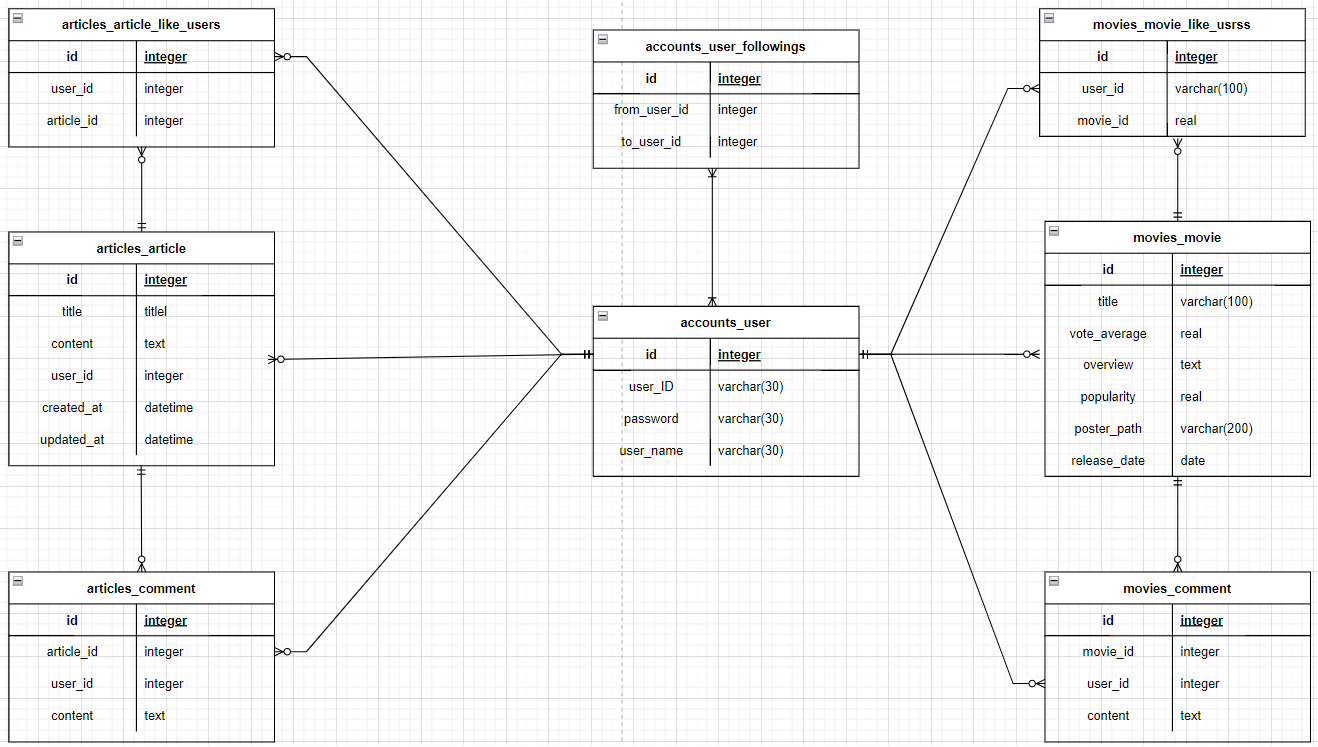 articles_article_like_users
id integer
user_id integer
article_id integer
articles_article
id integer
title titlel
content text
user_id integer
created_at datetime
updated_at datetime
articles_comment
id integer
article_id integer
user_id integer
content text
accounts_user_followings
id integer
from_user_id integer
to_user_id integer
accounts_user
id integer
user_ID varchar(30)
password varchar(30)
user_name varchar(30)
movies_movie_like_usrss
id integer
user_id varchar(100)
movie_id real
movies_movie
id integer
title varchar(100)
vote_average real
overview text
popularity real
poster_path varchar(200)
release_date date
movies_comment
id integer
movie_id integer
user_id integer
content text